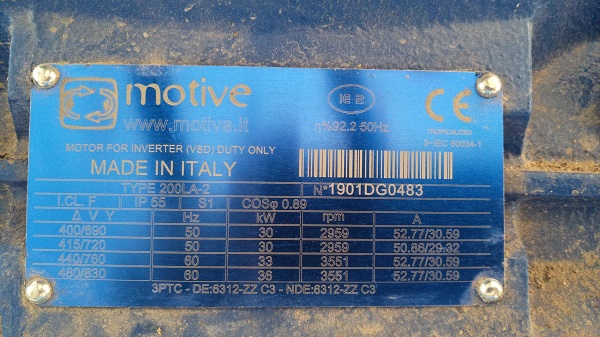 motive
IE 2
CE
www.motive.it
η%92.2-50Hz
TROPICALIZED
MOTOR FOR INVERTER (VSD) DUTY ONLY
3~IEC 60034-1
MADE IN ITALY
TYPE 200LA-2 N°1901DG0483
I.CL. F IP 55 S1 COSφ 0.89
Δ V Y Hz kW rpm A
400/690 50 30 2959 52.77/30.59
415/720 50 30 2959 50.86/29.32
440/760 60 33 3551 52.77/30.59
480/830 60 36 3551 52.77/30.59
3PTC - DE:6312-ZZ C3 - NDE:6312-ZZ C3